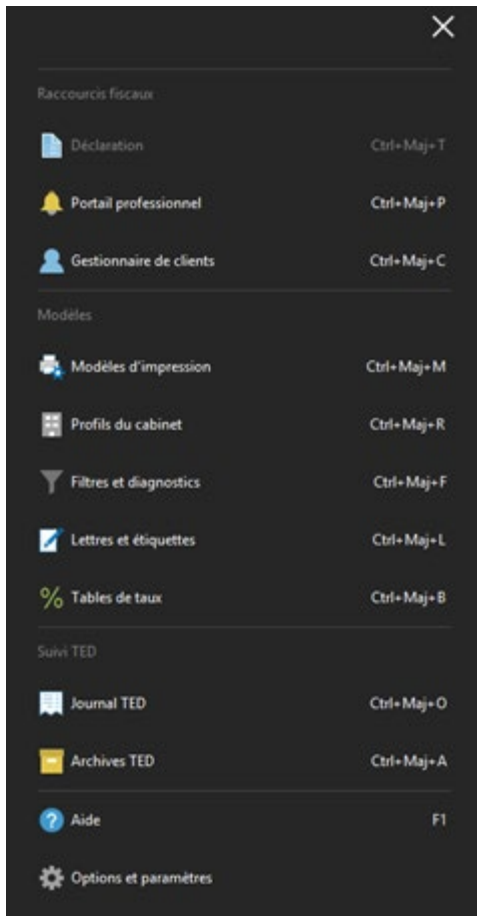 Raccourcis fiscaux
Déclaration Ctrl+Maj+T
Portail professionnel Ctrl+Maj+P
Gestionnaire de clients Ctrl+Maj+C
Modèles
Modèles d'impression Ctrl+Maj+M
Profils du cabinet Ctrl+Maj+R
Filtres et diagnostics Ctrl+Maj+F
Lettres et étiquettes Ctrl+Maj+L
% Tables de taux Ctrl+Maj+B
Suivi TED
Journal TED Ctrl+Maj+O
Archives TED Ctrl+Maj+A
? Aide F1
Options et paramètres